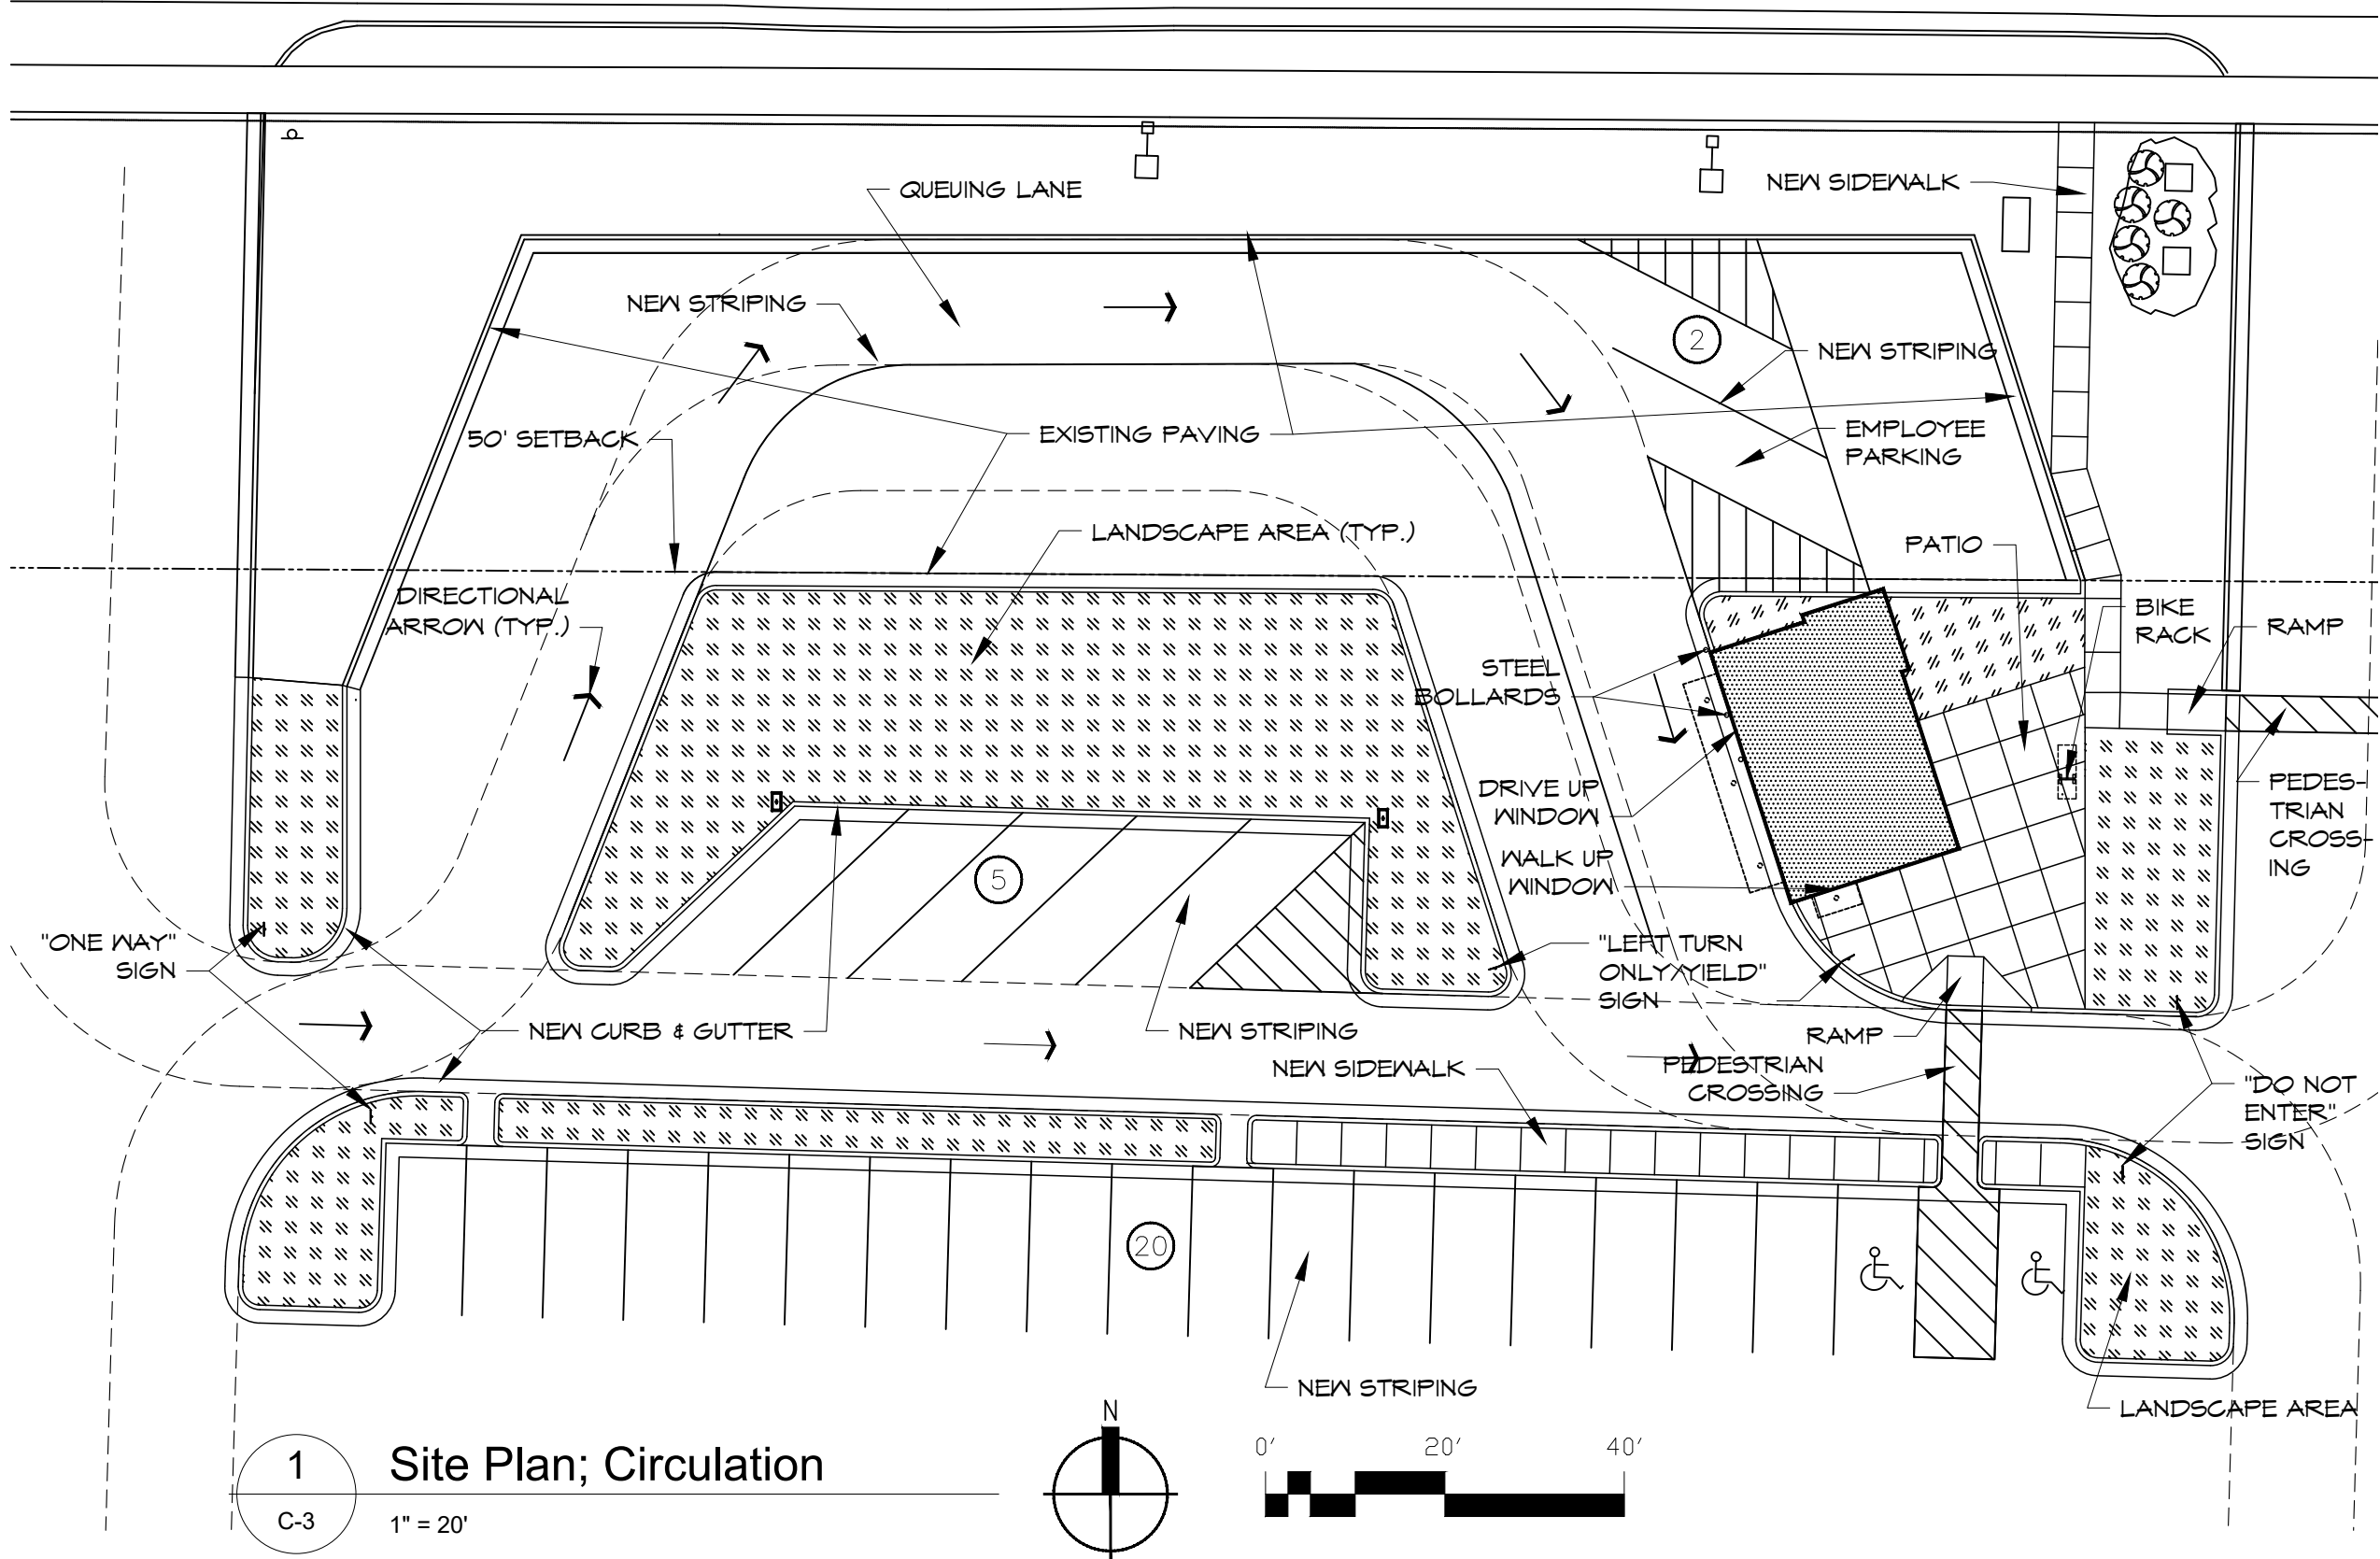 QUEUING LANE
NEW SIDEWALK
NEW STRIPING
2
NEW STRIPING
50' SETBACK
EXISTING PAVING
EMPLOYEE
PARKING
LANDSCAPE AREA (TYP.)
PATIO
DIRECTIONAL
ARROW (TYP.)
BIKE
RACK
RAMP
STEEL
BOLLARDS
DRIVE UP
WINDOW
PEDES-
TRIAN
CROSS-
ING
WALK UP
WINDOW
5
"ONE WAY"
SIGN
"LEFT TURN
ONLY/YIELD"
SIGN
NEW CURB & GUTTER
NEW STRIPING
RAMP
NEW SIDEWALK
PEDESTRIAN
CROSSING
"DO NOT
ENTER"
SIGN
20
NEW STRIPING
LANDSCAPE AREA
1
C-3
Site Plan; Circulation
1" = 20'
N
0' 20' 40'